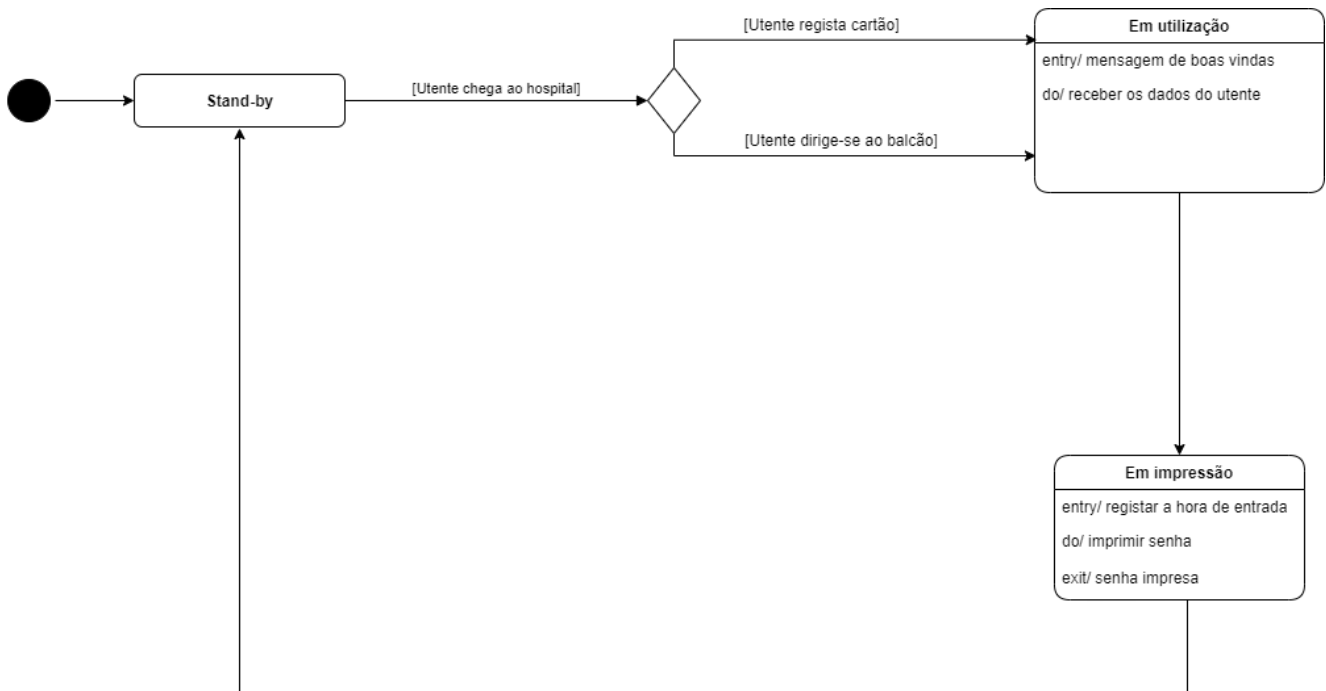 [Utente regista cartão]
Em utilização
entry/ mensagem de boas vindas
do/ receber os dados do utente
Stand-by
[Utente chega ao hospital]
[Utente dirige-se ao balcão]
Em impressão
entry/ registar a hora de entrada
do/ imprimir senha
exit/ senha impresa